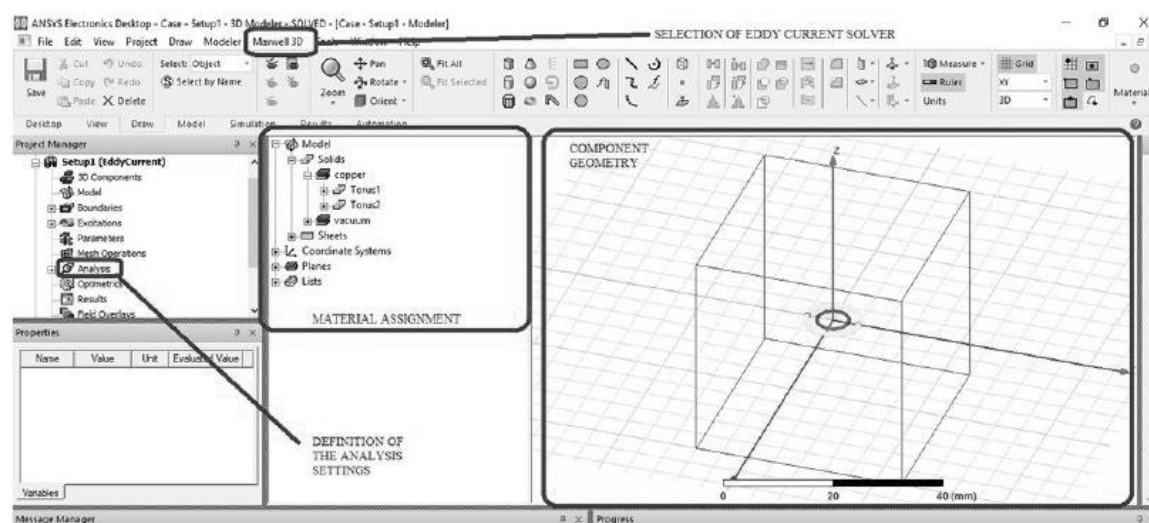 ANSYS Electronics Desktop - Case - Setup1 - 3D Modeler - SOLVED - [Case - Setup1 - Modeler]
File Edit View Project Draw Modeler Maxwell 3D Tools Window Help
SELECTION OF EDDY CURRENT SOLVER
Save
Cut Undo
Copy Redo
Paste Delete
Select: Object
Select by Name
Zoom
Pan
Rotate
Orient
Fit All
Fit Selected
Measure
Ruler
Units
Grid
XY
3D
Material
Desktop View Draw Model Simulation Results Automation
Project Manager
Setup1 (EddyCurrent)
3D Components
Model
Boundaries
Excitations
Parameters
Mesh Operations
Analysis
Optimetrics
Results
Field Overlays
Properties
Name Value Unit Evaluated Value
Variables
Model
Solids
copper
Torus1
Torus2
vacuum
Sheets
Coordinate Systems
Planes
Lists
MATERIAL ASSIGNMENT
DEFINITION OF
THE ANALYSIS
SETTINGS
COMPONENT
GEOMETRY
Z
0 20 40 (mm)
Message Manager
Progress